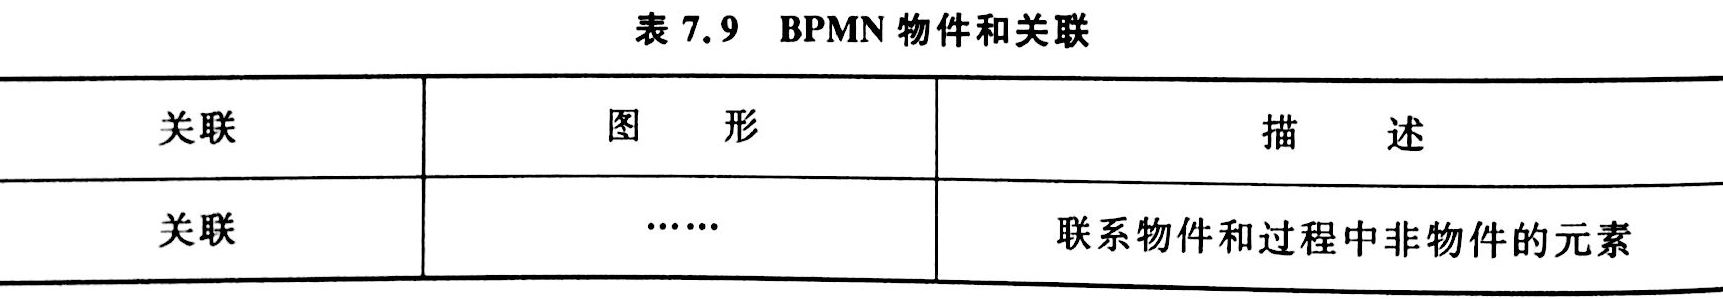 表 7.9 BPMN 物件和关联
关联 图 形 描 述
关联 …… 联系物件和过程中非物件的元素